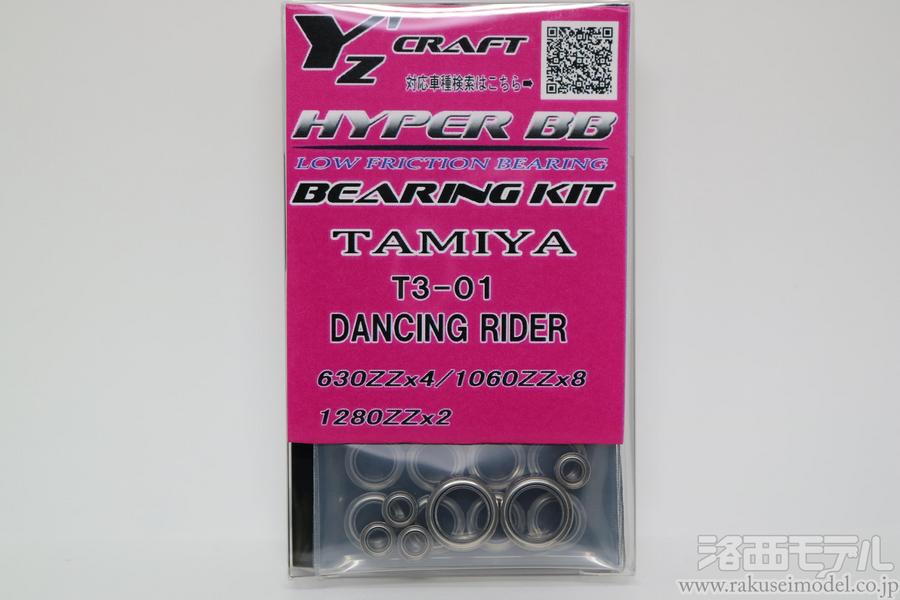 Y'Z CRAFT
対応車種検索はこちら➡
HYPER BB
LOW FRICTION BEARING
BEARING KIT
TAMIYA
T3-01
DANCING RIDER
630ZZx4/1060ZZx8
1280ZZx2
洛西モデル
www.rakuseimodel.co.jp